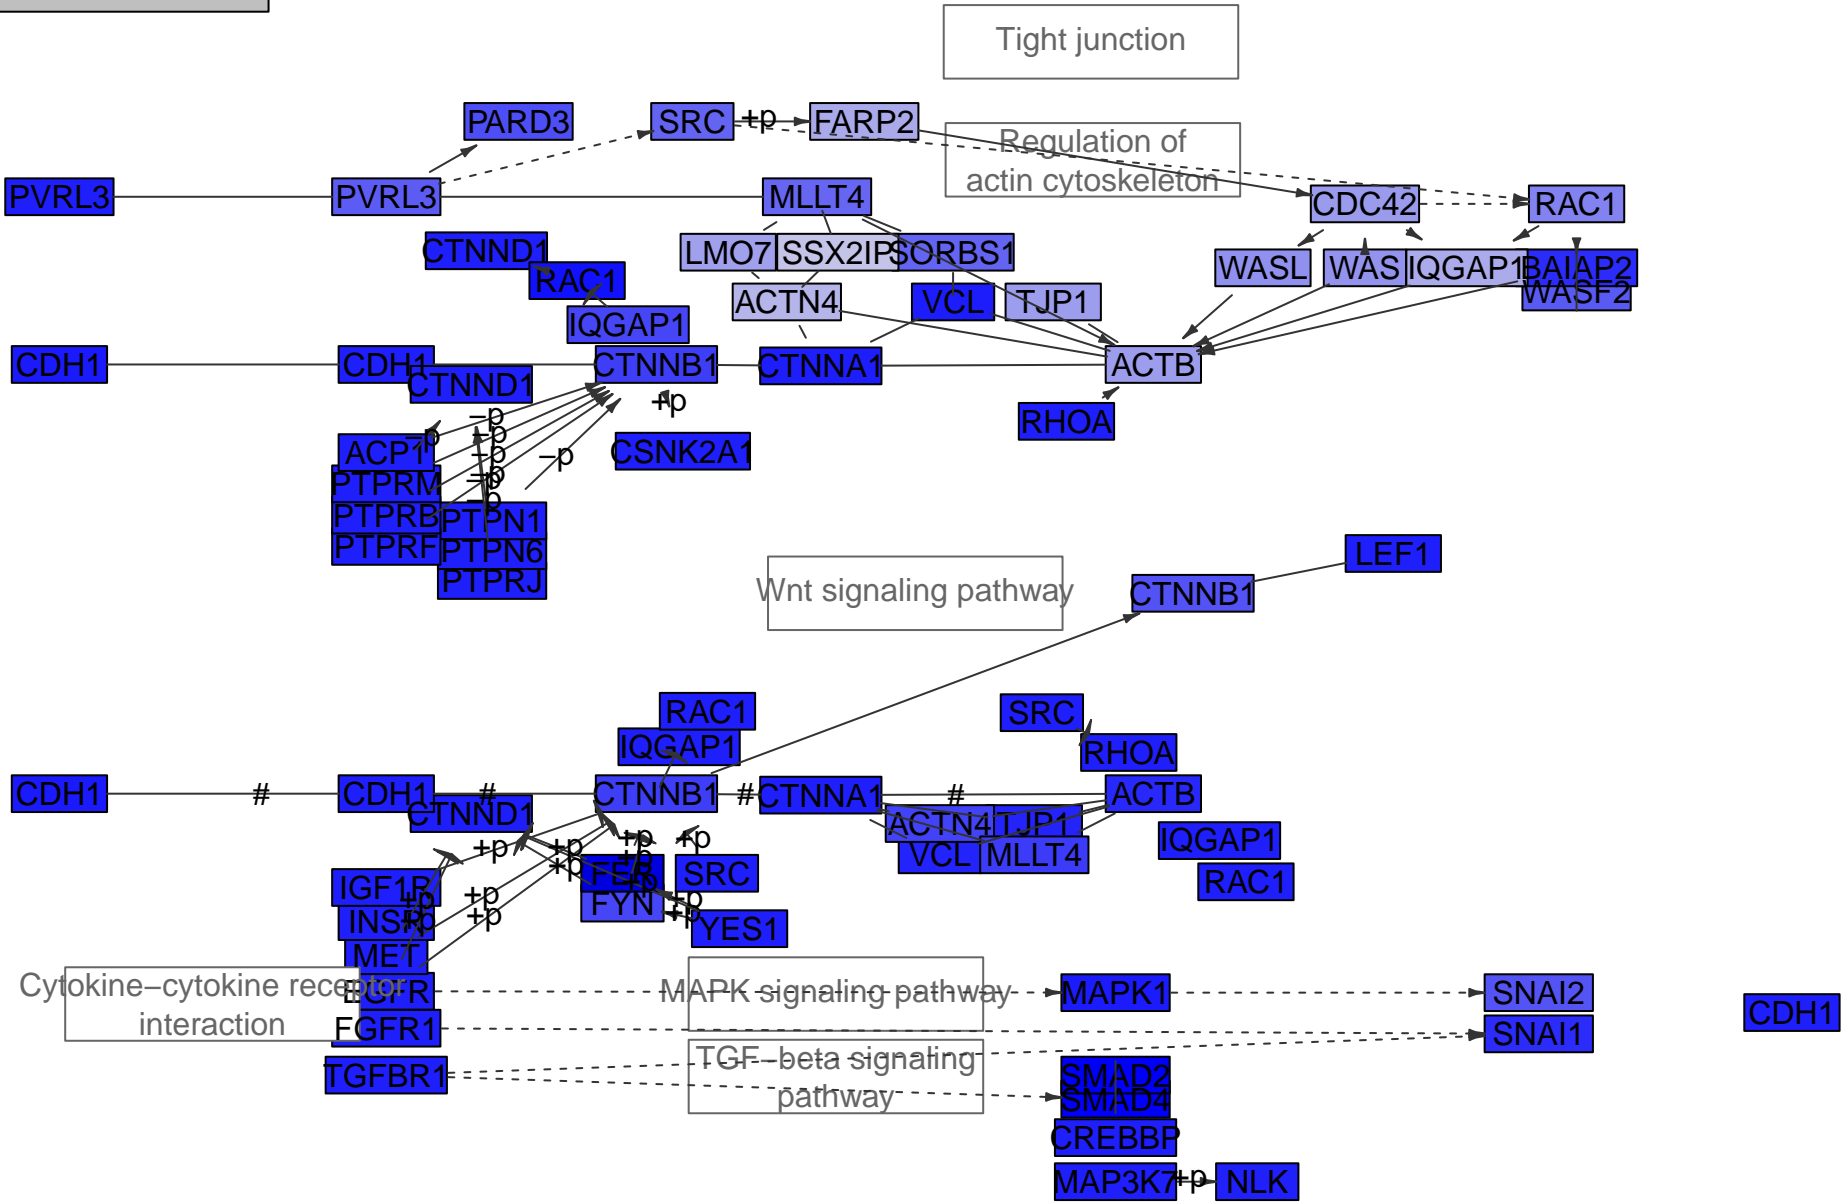 Tight junction
PARD3
SRC
+p
FARP2
Regulation of
actin cytoskeleton
PVRL3
PVRL3
MLLT4
CDC42
RAC1
CTNND1
LMO7
SSX2IP
SORBS1
WASL
WAS
IQGAP1
BAIAP2
RAC1
ACTN4
VCL
TJP1
WASF2
IQGAP1
CDH1
CDH1
CTNNB1
CTNNA1
ACTB
CTNND1
+p
RHOA
–p
–p
–p
ACP1
–p
–p
CSNK2A1
–p
–p
–p
PTPRM
PTPRB
PTPN1
PTPRF
PTPN6
PTPRJ
LEF1
Wnt signaling pathway
CTNNB1
RAC1
SRC
IQGAP1
RHOA
CDH1
#
CDH1
#
CTNNB1
#
CTNNA1
#
ACTB
CTNND1
ACTN4
TJP1
+p
+p
+p
+p
IQGAP1
+p
+p
VCL
MLLT4
IGF1R
FER
+p
SRC
RAC1
+p
+p
FYN
+p
INSR
+p
+p
+p
YES1
MET
Cytokine–cytokine receptor
interaction
EGFR
MAPK signaling pathway
MAPK1
SNAI2
CDH1
FGFR1
SNAI1
TGF–beta signaling
pathway
TGFBR1
SMAD2
SMAD4
CREBBP
MAP3K7
+p
NLK